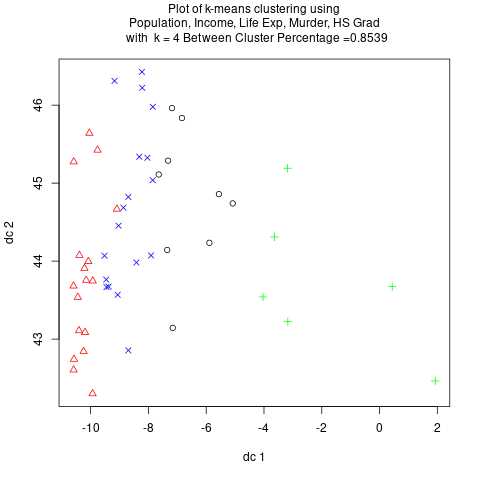 Plot of k-means clustering using
Population, Income, Life Exp, Murder, HS Grad
with k = 4 Between Cluster Percentage =0.8539
46
45
44
43
dc 2
-10 -8 -6 -4 -2 0 2
dc 1